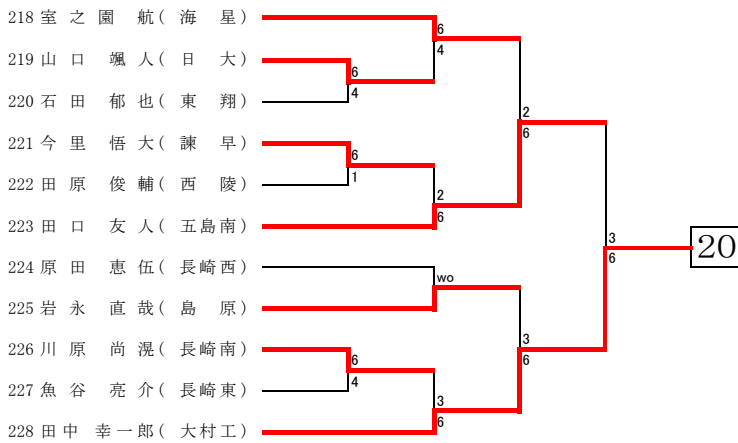 218 室之園 航( 海 星)
6
4
219 山口 颯人( 日 大)
6
4
220 石田 郁也( 東 翔)
2
6
221 今里 悟大( 諫 早)
6
1
222 田原 俊輔( 西 陵)
2
6
223 田口 友人( 五島南)
3
6
20
224 原田 恵伍( 長崎西)
wo
225 岩永 直哉( 島 原)
3
6
226 川原 尚滉( 長崎南)
6
4
227 魚谷 亮介( 長崎東)
3
6
228 田中 幸一郎( 大村工)